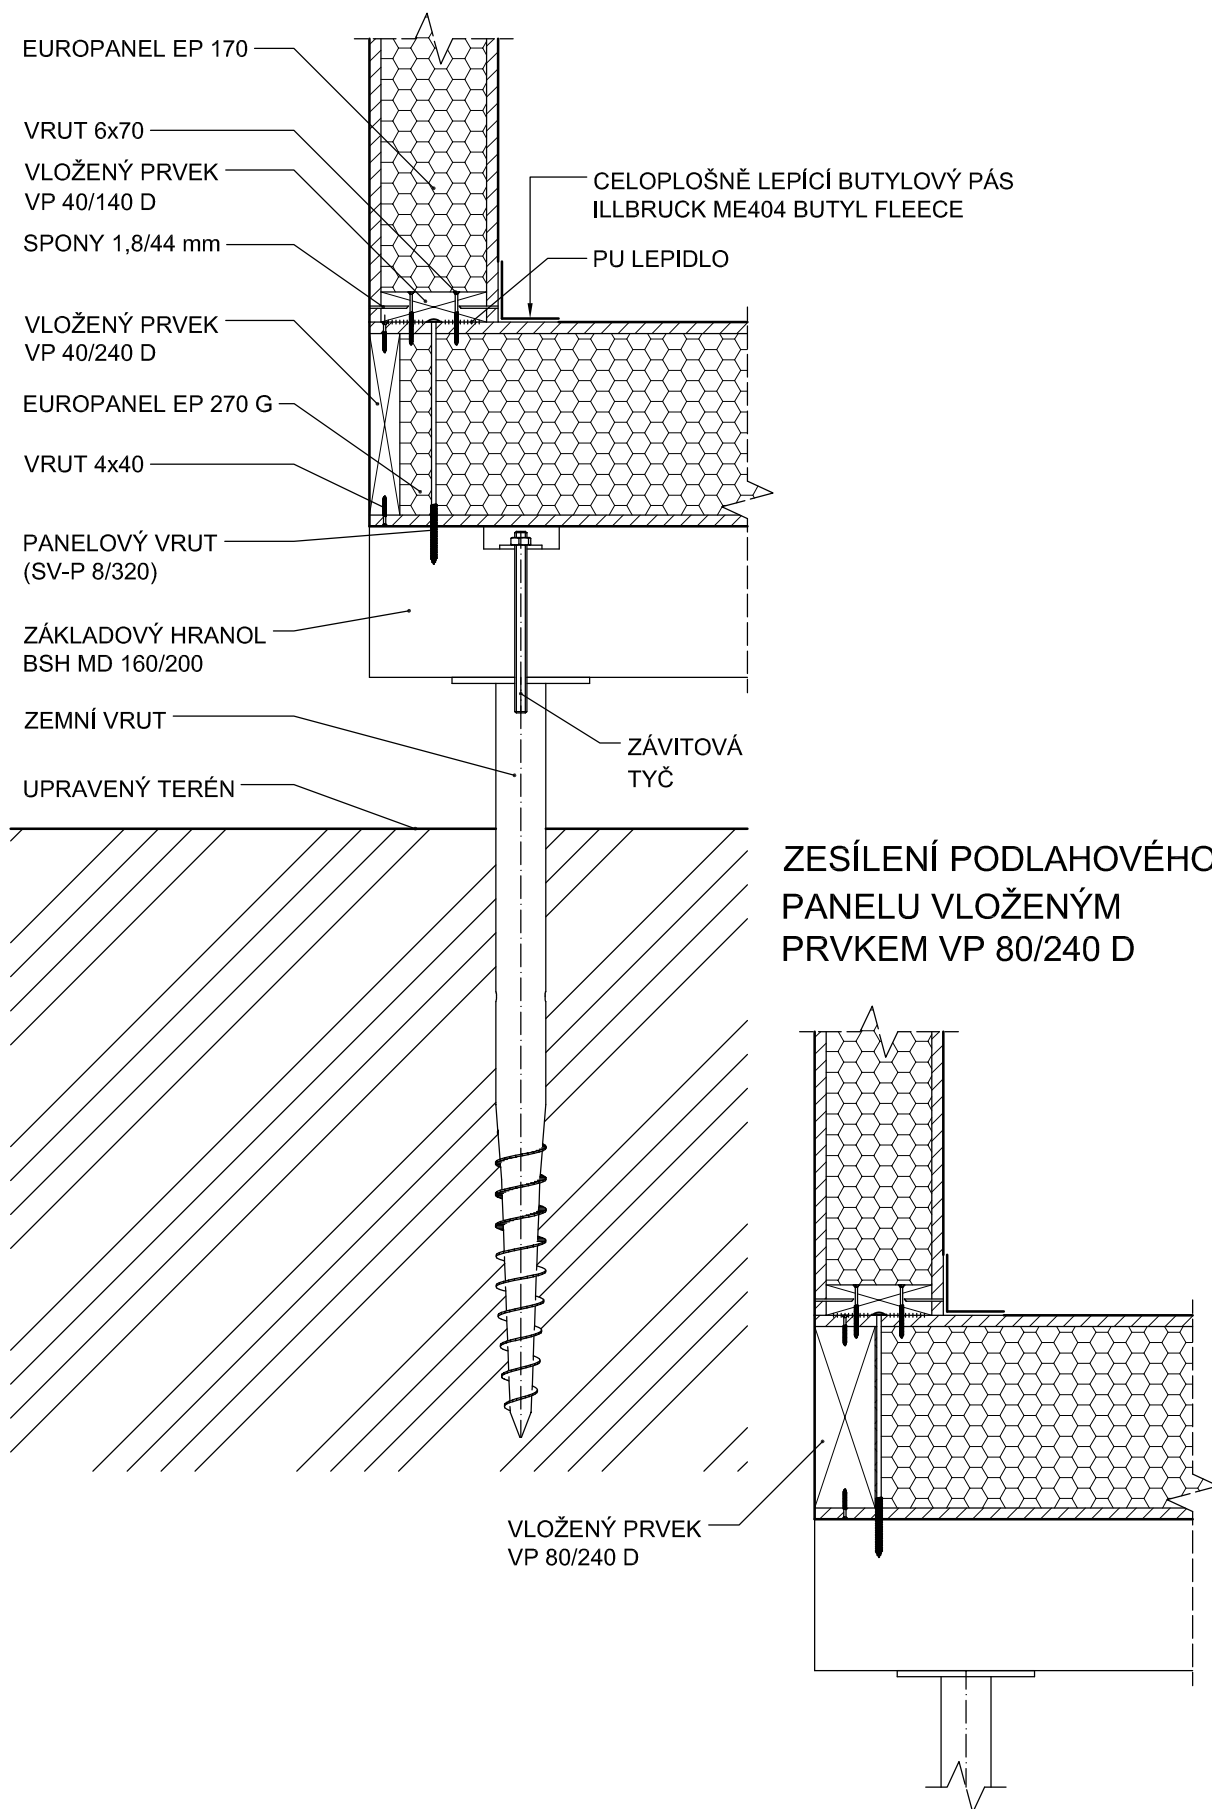 EUROPANEL EP 170
VRUT 6x70
VLOŽENÝ PRVEK
VP 40/140 D
SPONY 1,8/44 mm
VLOŽENÝ PRVEK
VP 40/240 D
EUROPANEL EP 270 G
VRUT 4x40
PANELOVÝ VRUT
(SV-P 8/320)
ZÁKLADOVÝ HRANOL
BSH MD 160/200
ZEMNÍ VRUT
UPRAVENÝ TERÉN
CELOPLOŠNĚ LEPÍCÍ BUTYLOVÝ PÁS
ILLBRUCK ME404 BUTYL FLEECE
PU LEPIDLO
ZÁVITOVÁ
TYČ
ZESÍLENÍ PODLAHOVÉHO
PANELU VLOŽENÝM
PRVKEM VP 80/240 D
VLOŽENÝ PRVEK
VP 80/240 D